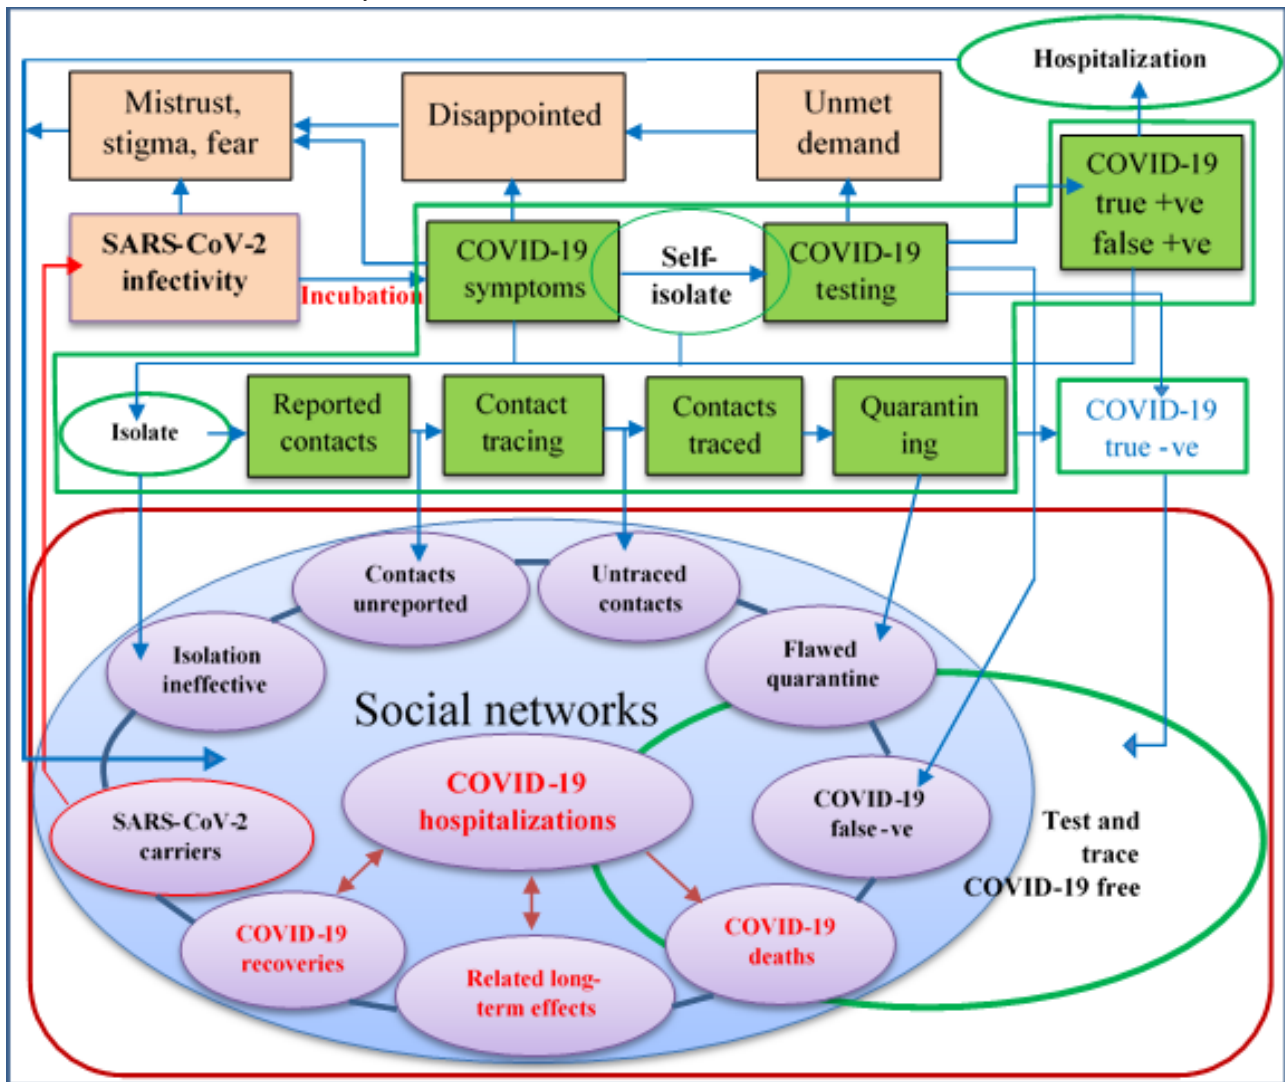 Hospitalization
Mistrust,
stigma, fear
Disappointed
Unmet
demand
COVID-19
true +ve
false +ve
SARS-CoV-2
infectivity
Incubation
COVID-19
symptoms
Self-
isolate
COVID-19
testing
Isolate
Reported
contacts
Contact
tracing
Contacts
traced
Quarantin
ing
COVID-19
true -ve
Contacts
unreported
Untraced
contacts
Isolation
ineffective
Flawed
quarantine
Social networks
COVID-19
hospitalizations
SARS-CoV-2
carriers
COVID-19
false -ve
Test and
trace
COVID-19 free
COVID-19
recoveries
Related long-
term effects
COVID-19
deaths